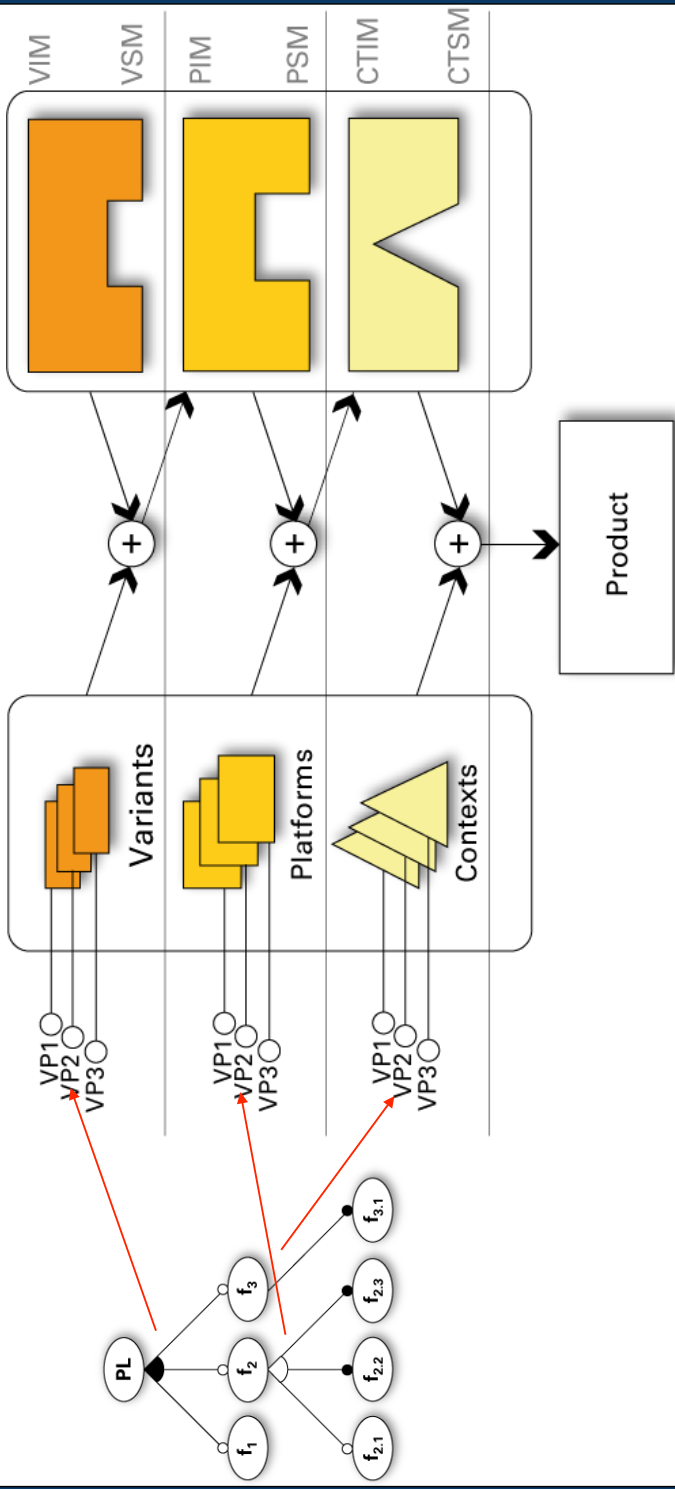 PL
f1
f2
f3
f2.1
f2.2
f2.3
f3.1
VP1
VP2
VP3
VP1
VP2
VP3
VP1
VP2
VP3
Variants
Platforms
Contexts
+
+
+
Product
VIM
VSM
PIM
PSM
CTIM
CTSM